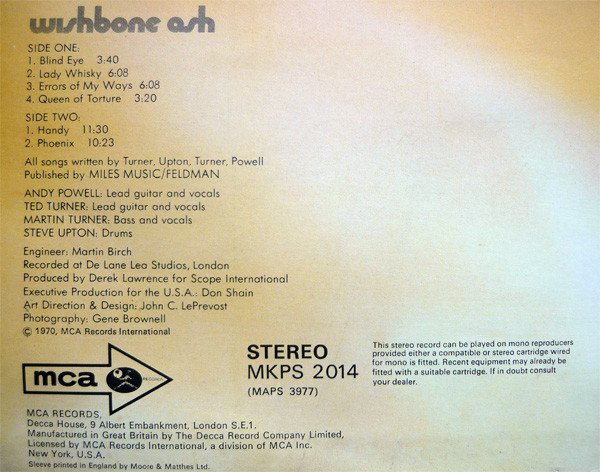 wishbone ash
SIDE ONE:
1. Blind Eye 3:40
2. Lady Whisky 6:08
3. Errors of My Ways 6:08
4. Queen of Torture 3:20
SIDE TWO:
1. Handy 11:30
2. Phoenix 10:23
All songs written by Turner, Upton, Turner, Powell
Published by MILES MUSIC/FELDMAN
ANDY POWELL: Lead guitar and vocals
TED TURNER: Lead guitar and vocals
MARTIN TURNER: Bass and vocals
STEVE UPTON: Drums
Engineer: Martin Birch
Recorded at De Lane Lea Studios, London
Produced by Derek Lawrence for Scope International
Executive Production for the U.S.A.: Don Shain
Art Direction & Design: John C. LePrevost
Photography: Gene Brownell
© 1970, MCA Records International
mca RECORDS
STEREO
MKPS 2014
(MAPS 3977)
This stereo record can be played on mono reproducers
provided either a compatible or stereo cartridge wired
for mono is fitted. Recent equipment may already be
fitted with a suitable cartridge. If in doubt consult
your dealer.
MCA RECORDS,
Decca House, 9 Albert Embankment, London S.E.1.
Manufactured in Great Britain by The Decca Record Company Limited,
Licensed by MCA Records International, a division of MCA Inc.
New York, U.S.A.
Sleeve printed in England by Moore & Matthes Ltd.